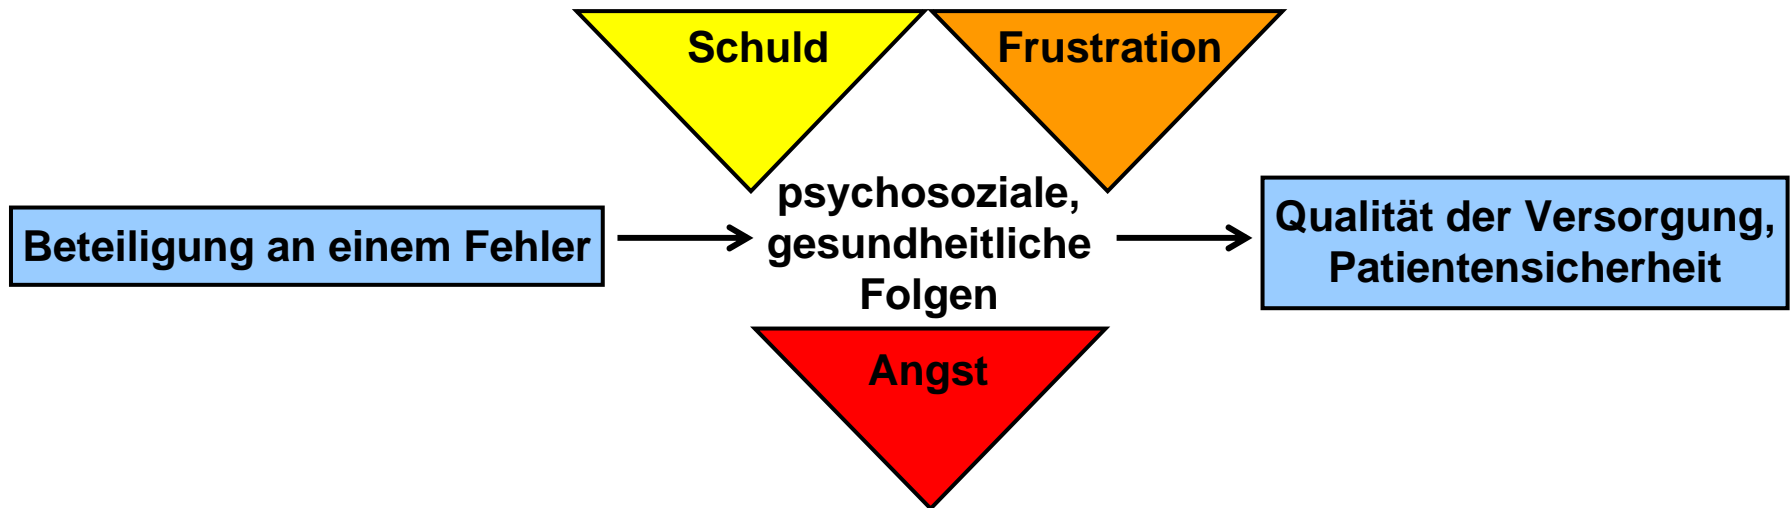 Schuld
Frustration
Beteiligung an einem Fehler
psychosoziale,
gesundheitliche
Folgen
Qualität der Versorgung,
Patientensicherheit
Angst